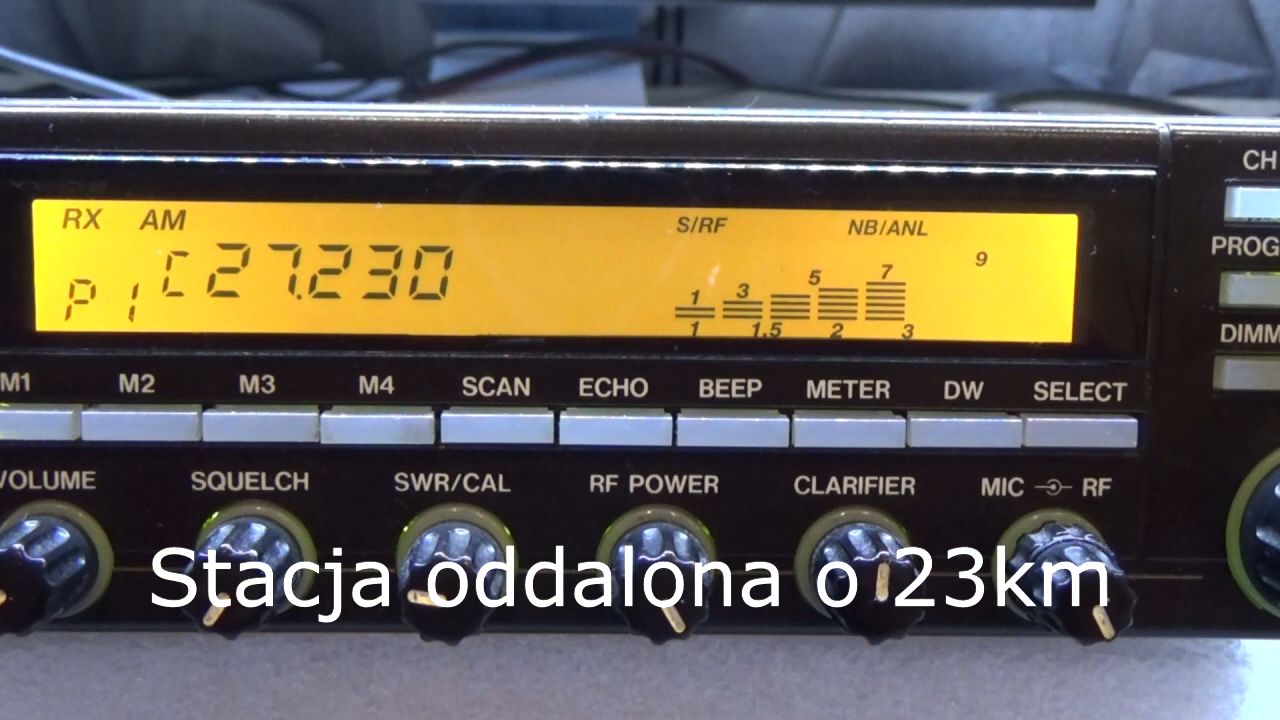 CH
RX AM S/RF NB/ANL
9
PROG
C27.230
P1
1 3 5 7
1 1.5 2 3
DIMM
M1 M2 M3 M4 SCAN ECHO BEEP METER DW SELECT
VOLUME SQUELCH SWR/CAL RF POWER CLARIFIER MIC RF
Stacja oddalona o 23km